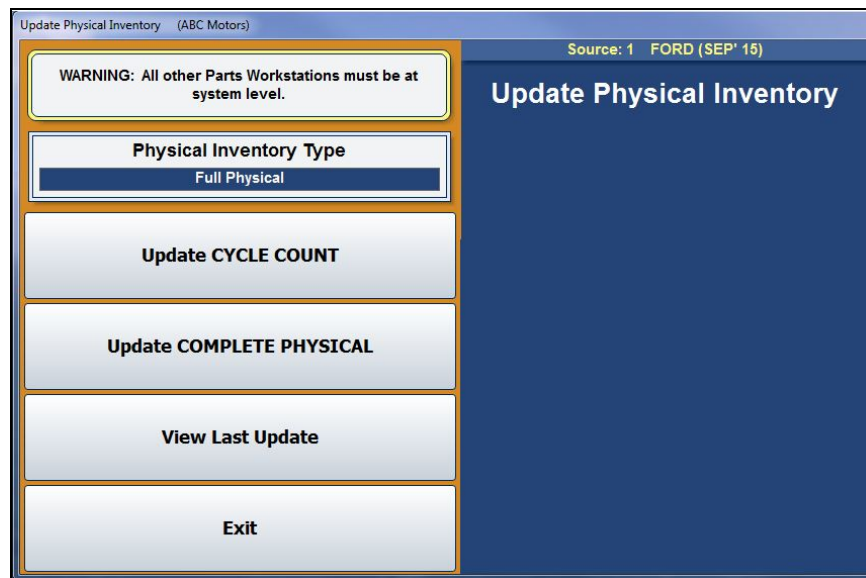 Update Physical Inventory (ABC Motors)
Source: 1 FORD (SEP' 15)
WARNING: All other Parts Workstations must be at
system level.
Update Physical Inventory
Physical Inventory Type
Full Physical
Update CYCLE COUNT
Update COMPLETE PHYSICAL
View Last Update
Exit